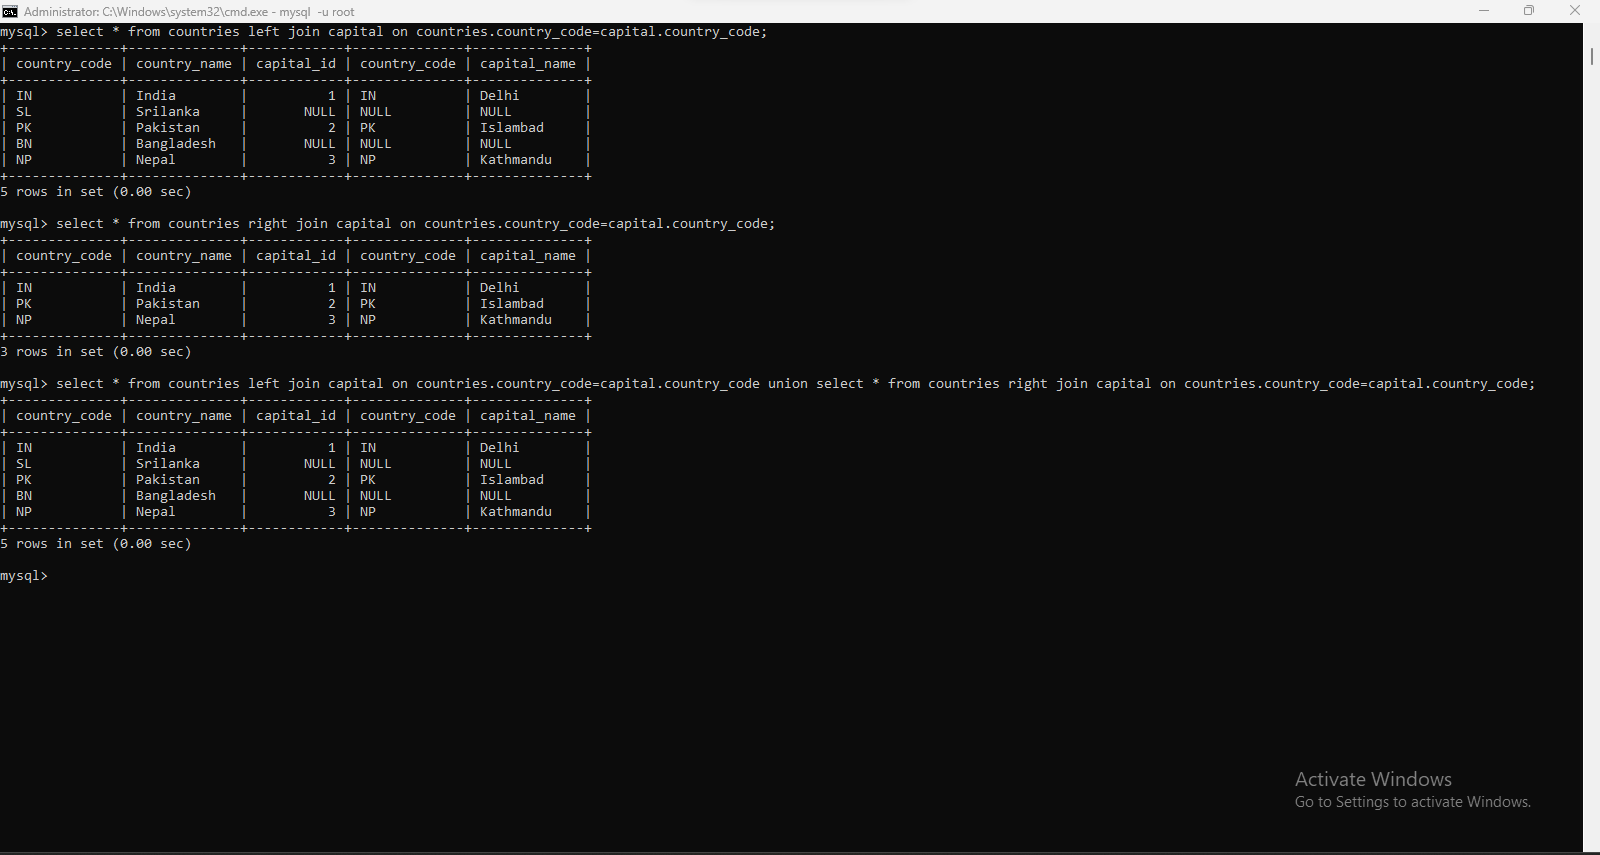 Administrator: C:\Windows\system32\cmd.exe - mysql  -u root
mysql> select * from countries left join capital on countries.country_code=capital.country_code;
+--------------+--------------+------------+--------------+--------------+
| country_code | country_name | capital_id | country_code | capital_name |
+--------------+--------------+------------+--------------+--------------+
| IN           | India        |          1 | IN           | Delhi        |
| SL           | Srilanka     |       NULL | NULL         | NULL         |
| PK           | Pakistan     |          2 | PK           | Islambad     |
| BN           | Bangladesh   |       NULL | NULL         | NULL         |
| NP           | Nepal        |          3 | NP           | Kathmandu    |
+--------------+--------------+------------+--------------+--------------+
5 rows in set (0.00 sec)
mysql> select * from countries right join capital on countries.country_code=capital.country_code;
+--------------+--------------+------------+--------------+--------------+
| country_code | country_name | capital_id | country_code | capital_name |
+--------------+--------------+------------+--------------+--------------+
| IN           | India        |          1 | IN           | Delhi        |
| PK           | Pakistan     |          2 | PK           | Islambad     |
| NP           | Nepal        |          3 | NP           | Kathmandu    |
+--------------+--------------+------------+--------------+--------------+
3 rows in set (0.00 sec)
mysql> select * from countries left join capital on countries.country_code=capital.country_code union select * from countries right join capital on countries.country_code=capital.country_code;
+--------------+--------------+------------+--------------+--------------+
| country_code | country_name | capital_id | country_code | capital_name |
+--------------+--------------+------------+--------------+--------------+
| IN           | India        |          1 | IN           | Delhi        |
| SL           | Srilanka     |       NULL | NULL         | NULL         |
| PK           | Pakistan     |          2 | PK           | Islambad     |
| BN           | Bangladesh   |       NULL | NULL         | NULL         |
| NP           | Nepal        |          3 | NP           | Kathmandu    |
+--------------+--------------+------------+--------------+--------------+
5 rows in set (0.00 sec)
mysql>
Activate Windows
Go to Settings to activate Windows.